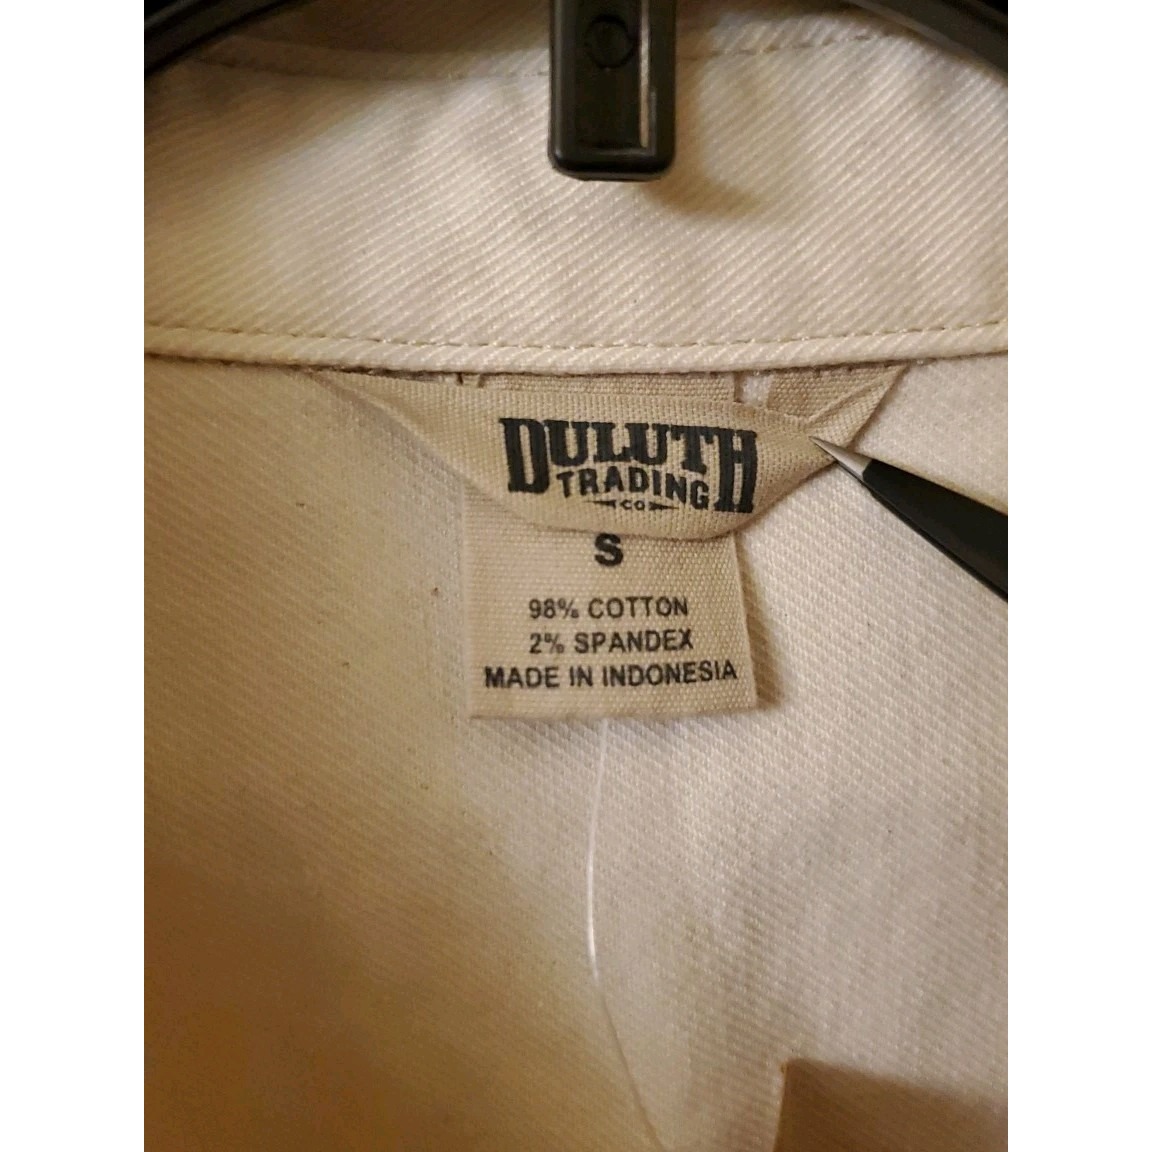 DULUTH
TRADING
CO
S
98% COTTON
2% SPANDEX
MADE IN INDONESIA